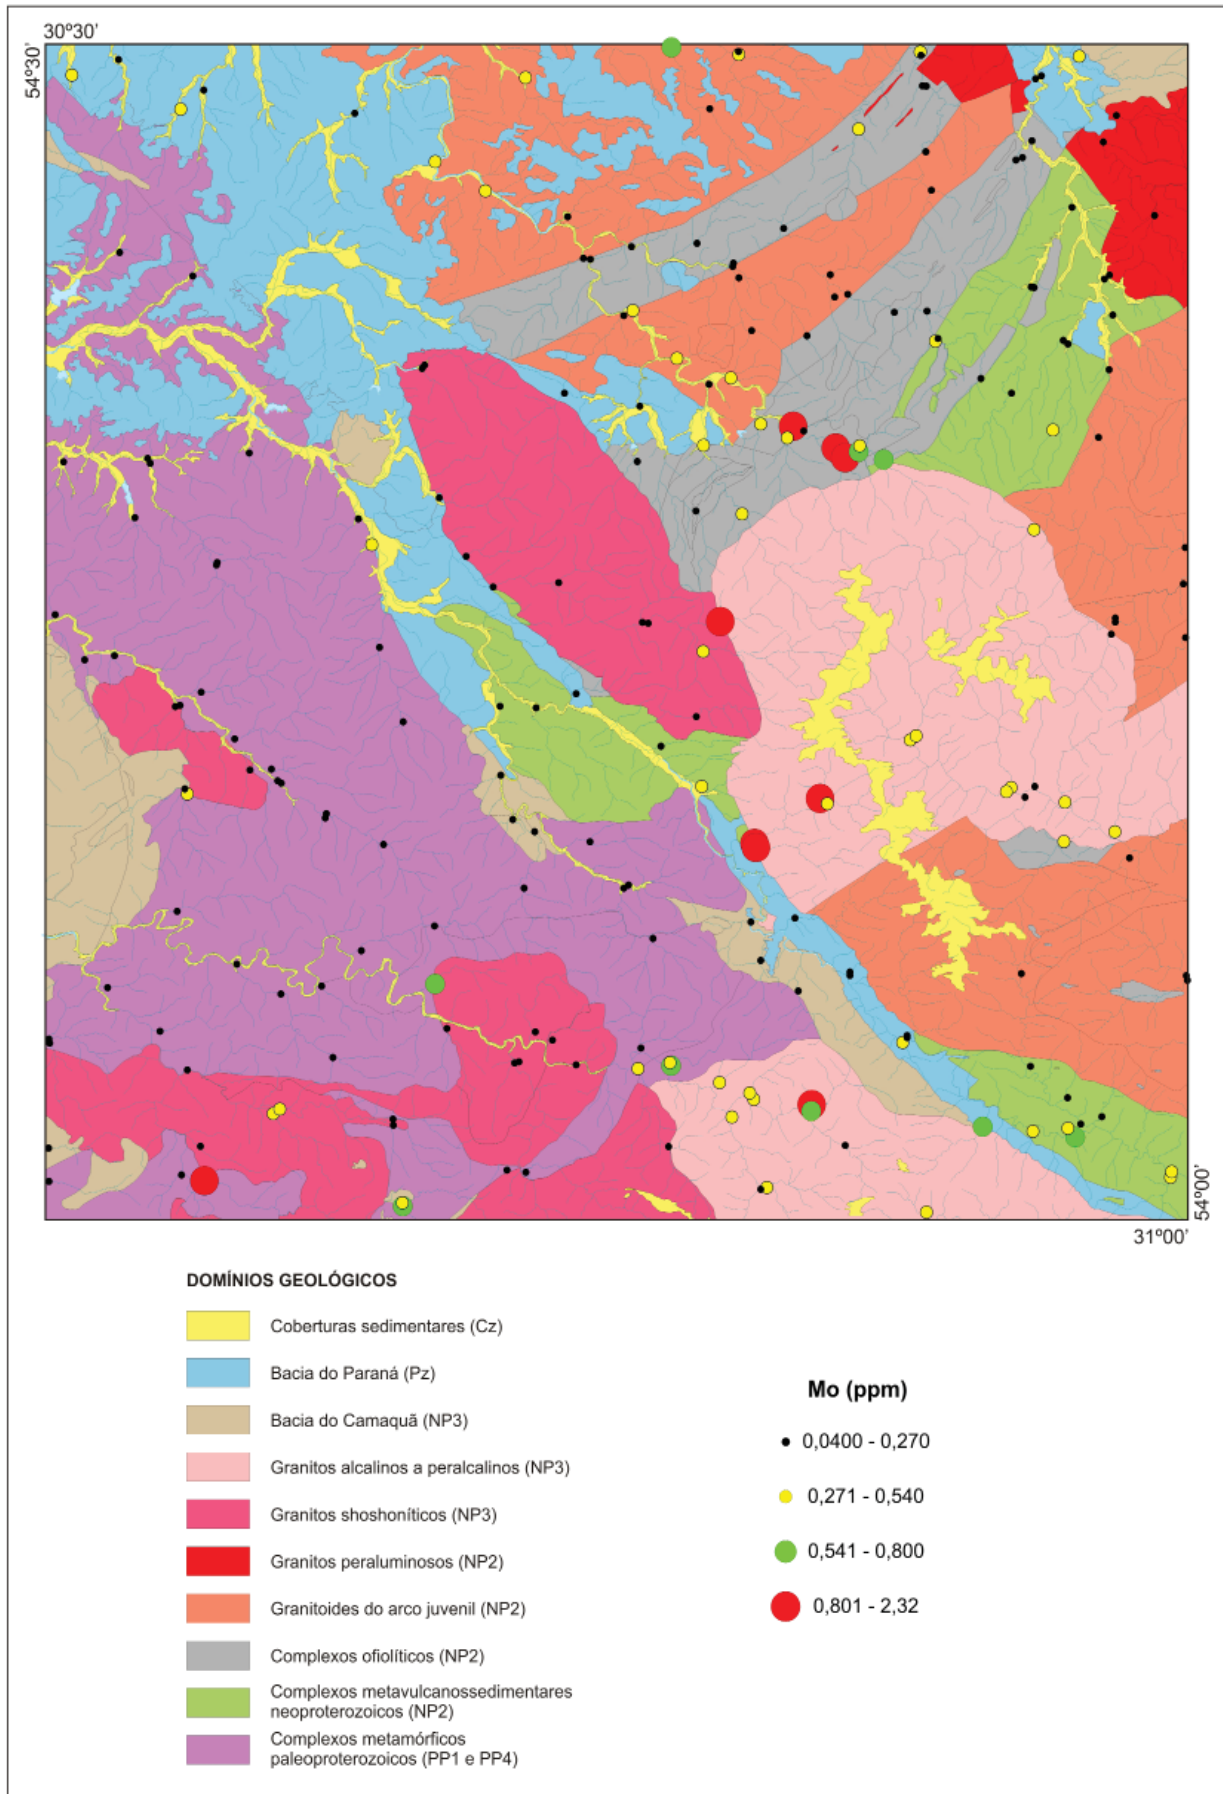 30º30'
54º30'
54º00'
31º00'
DOMÍNIOS GEOLÓGICOS
Coberturas sedimentares (Cz)
Bacia do Paraná (Pz)
Bacia do Camaquã (NP3)
Granitos alcalinos a peralcalinos (NP3)
Granitos shoshoníticos (NP3)
Granitos peraluminosos (NP2)
Granitoides do arco juvenil (NP2)
Complexos ofiolíticos (NP2)
Complexos metavulcanossedimentares
neoproterozoicos (NP2)
Complexos metamórficos
paleoproterozoicos (PP1 e PP4)
Mo (ppm)
0,0400 - 0,270
0,271 - 0,540
0,541 - 0,800
0,801 - 2,32